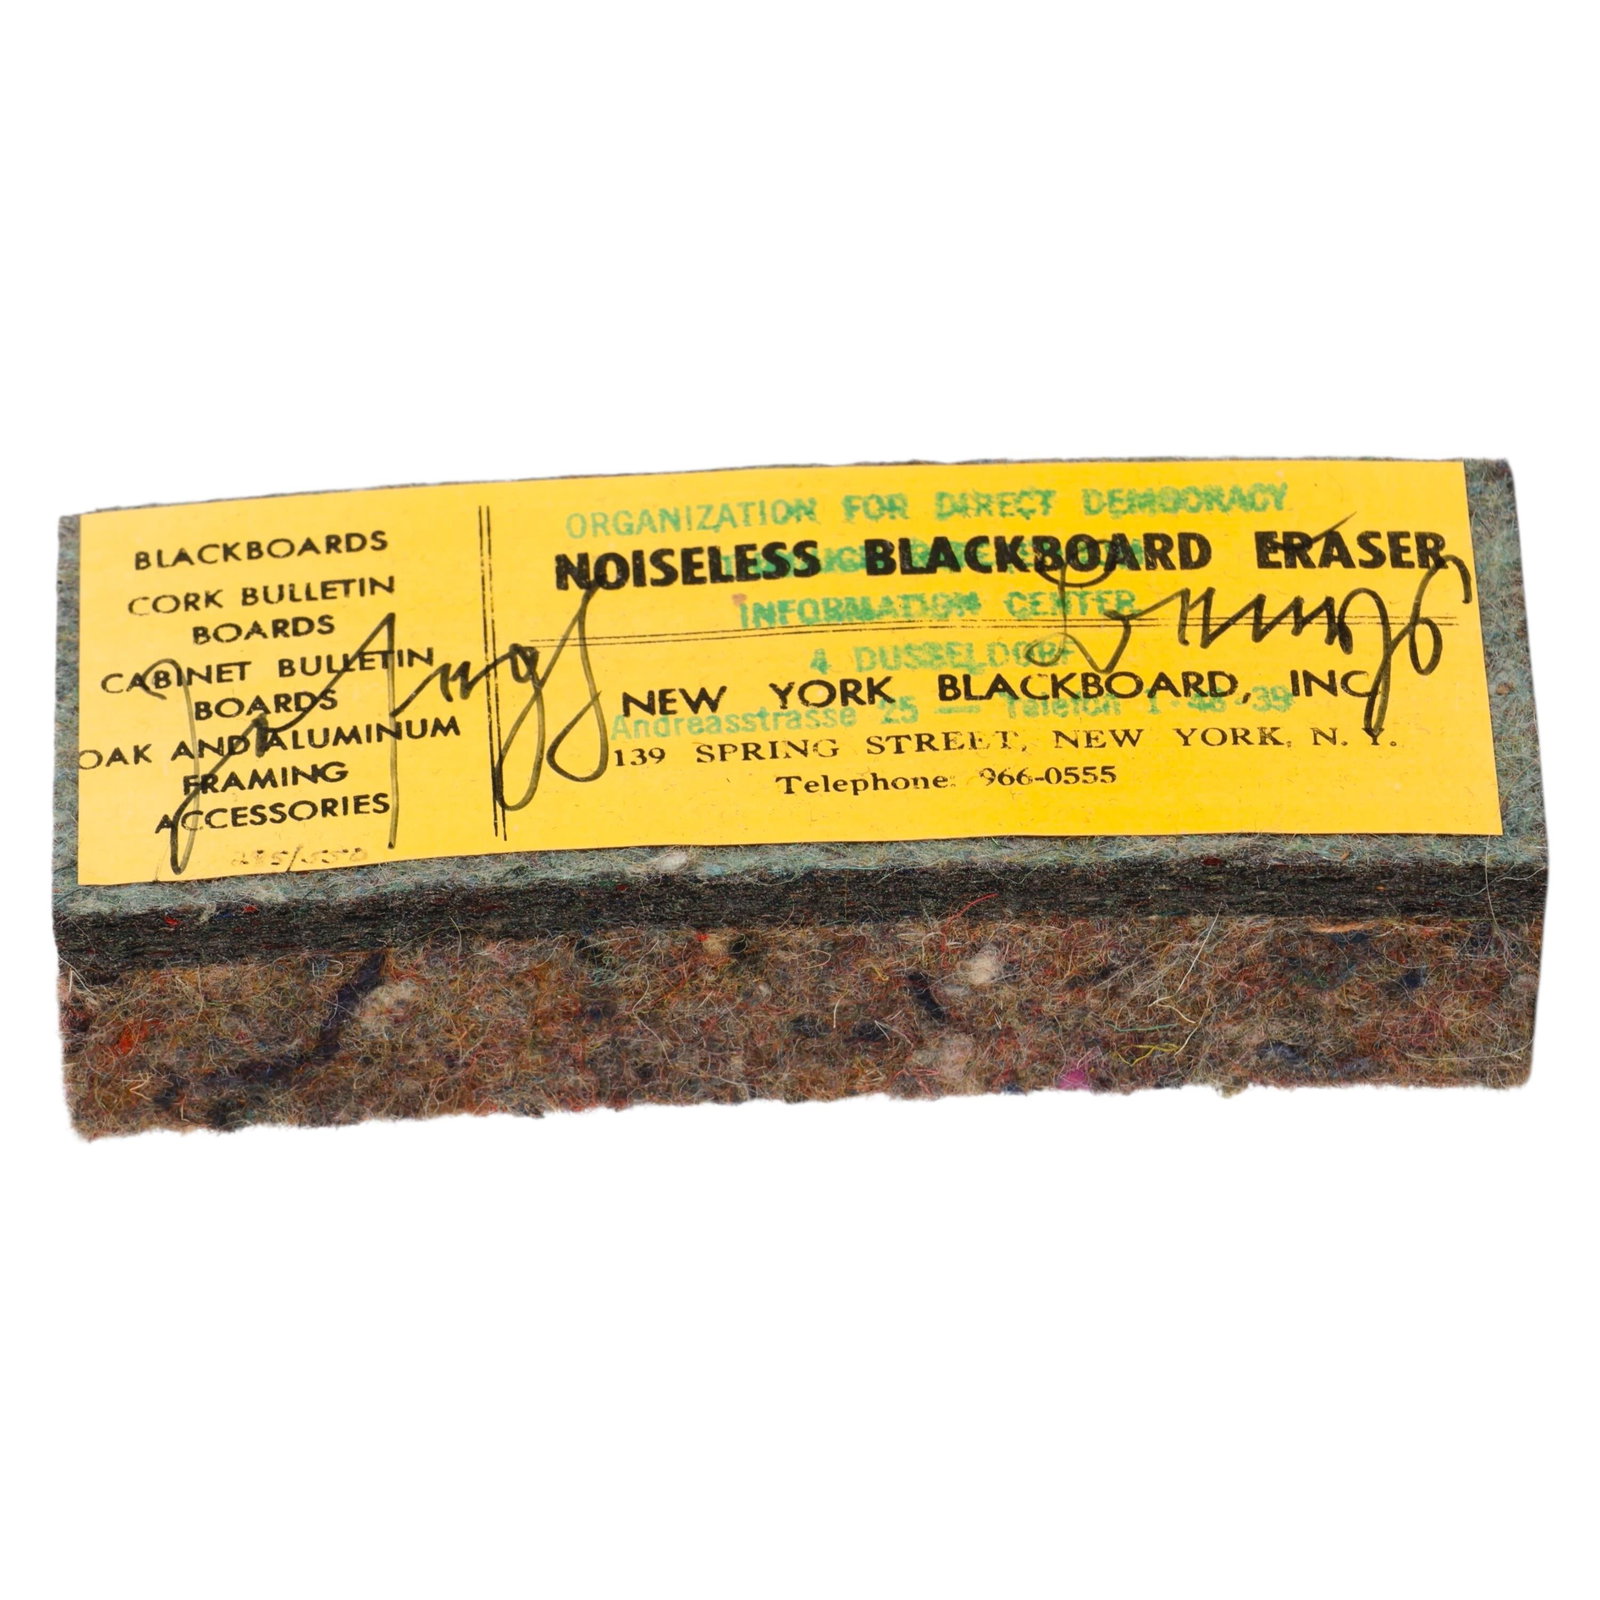 BLACKBOARDS
CORK BULLETIN
BOARDS
CABINET BULLETIN
BOARDS
OAK AND ALUMINUM
FRAMING
ACCESSORIES
ORGANIZATION FOR DIRECT DEMOCRACY
NOISELESS BLACKBOARD ERASER
INFORMATION CENTER
4 DUSSELDORF
NEW YORK BLACKBOARD, INC.
Andreasstrasse 25 — Telefon
139 SPRING STREET, NEW YORK, N. Y.
Telephone: 966-0555